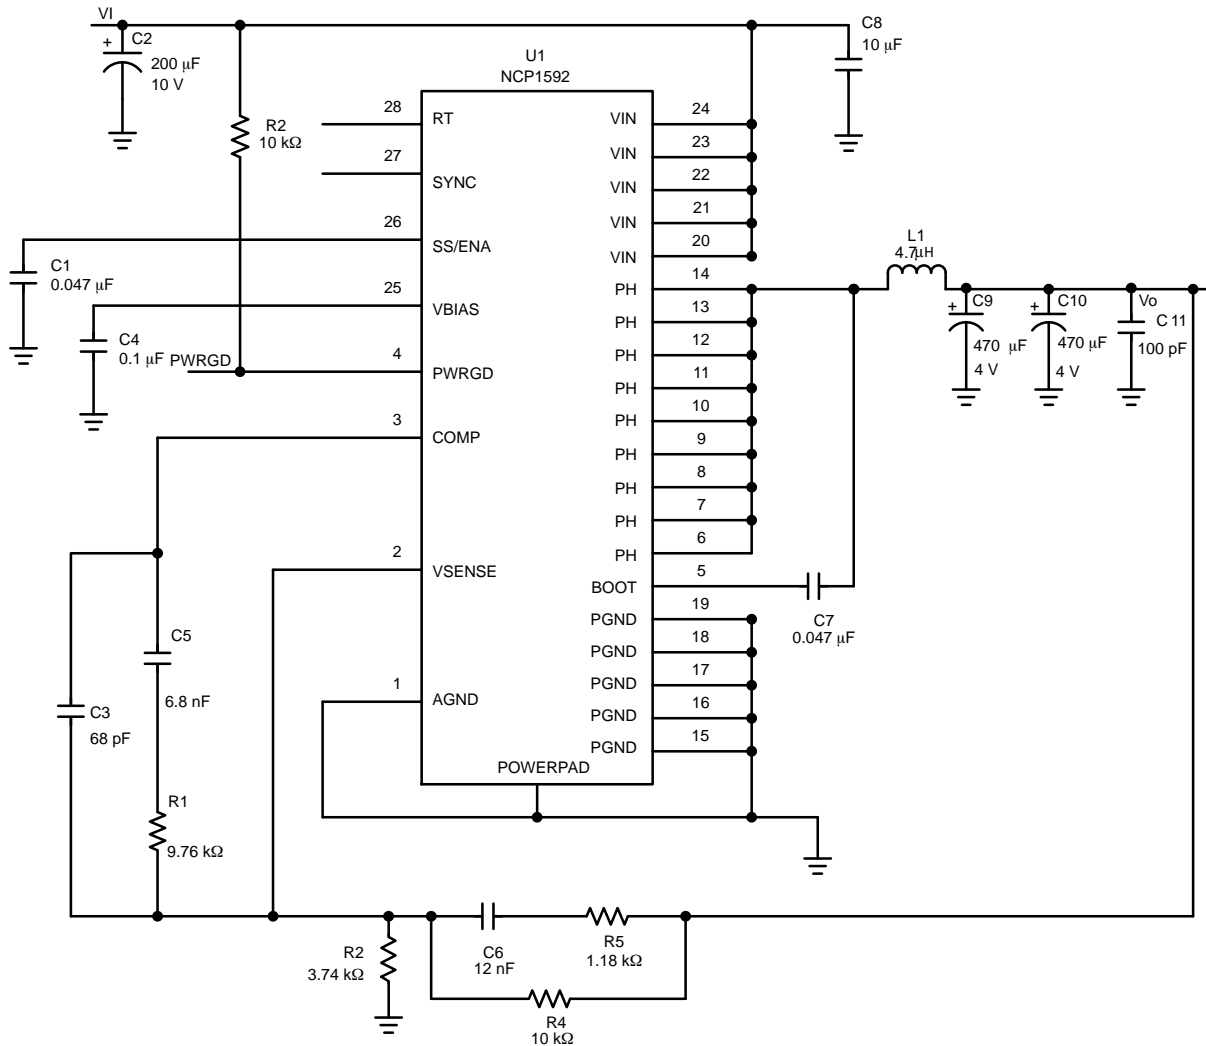 VI
C2
+
200 µF
10 V
C8
10 µF
U1
NCP1592
R2
10 kΩ
28
RT
27
SYNC
26
SS/ENA
25
VBIAS
4
PWRGD
3
COMP
2
VSENSE
1
AGND
VIN
24
VIN
23
VIN
22
VIN
21
VIN
20
PH
14
PH
13
PH
12
PH
11
PH
10
PH
9
PH
8
PH
7
PH
6
BOOT
5
PGND
19
PGND
18
PGND
17
PGND
16
PGND
15
POWERPAD
C1
0.047 µF
C4
0.1 µF
PWRGD
L1
4.7µH
+
C9
470 µF
4 V
+
C10
470 µF
4 V
Vo
C 11
100 pF
C7
0.047 µF
C5
6.8 nF
C3
68 pF
R1
9.76 kΩ
R2
3.74 kΩ
C6
12 nF
R5
1.18 kΩ
R4
10 kΩ